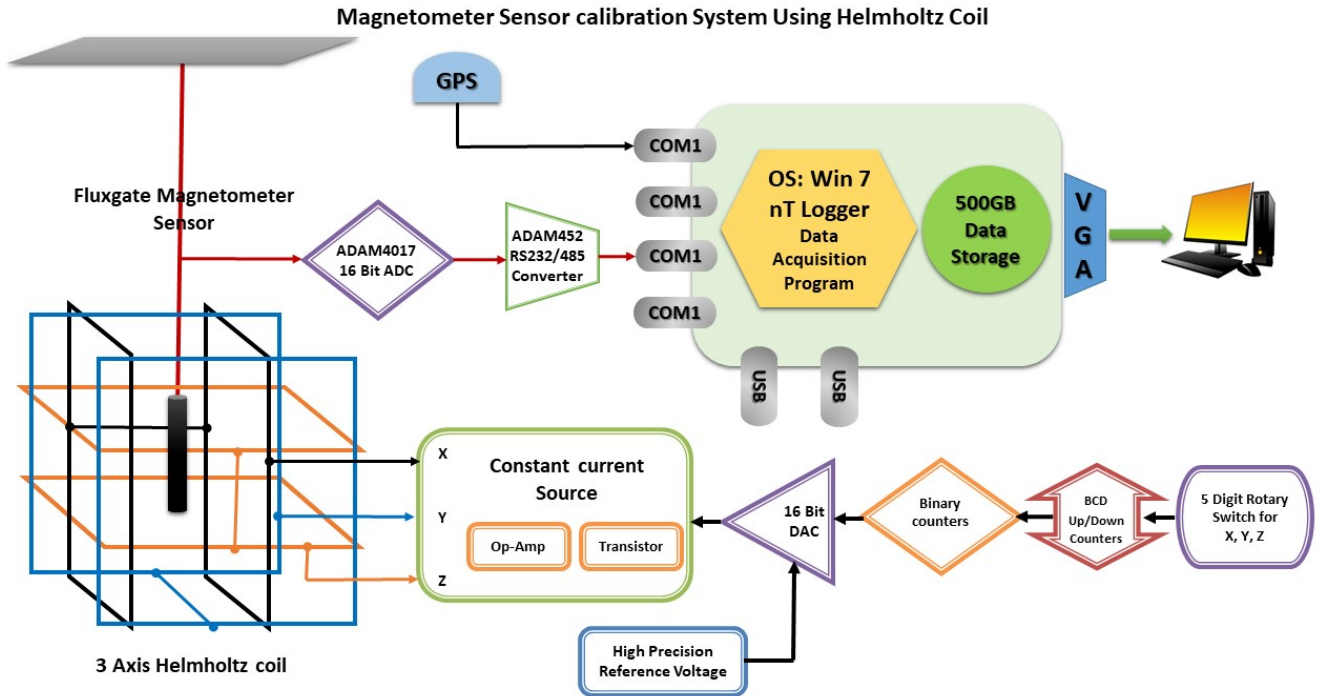 Magnetometer Sensor calibration System Using Helmholtz Coil
GPS
COM1
COM1
COM1
COM1
OS: Win 7
nT Logger
Data
Acquisition
Program
500GB
Data
Storage
V
G
A
USB
USB
Fluxgate Magnetometer
Sensor
ADAM4017
16 Bit ADC
ADAM452
RS232/485
Converter
X
Y
Z
Constant current
Source
Op-Amp
Transistor
16 Bit
DAC
Binary
counters
BCD
Up/Down
Counters
5 Digit Rotary
Switch for
X, Y, Z
High Precision
Reference Voltage
3 Axis Helmholtz coil